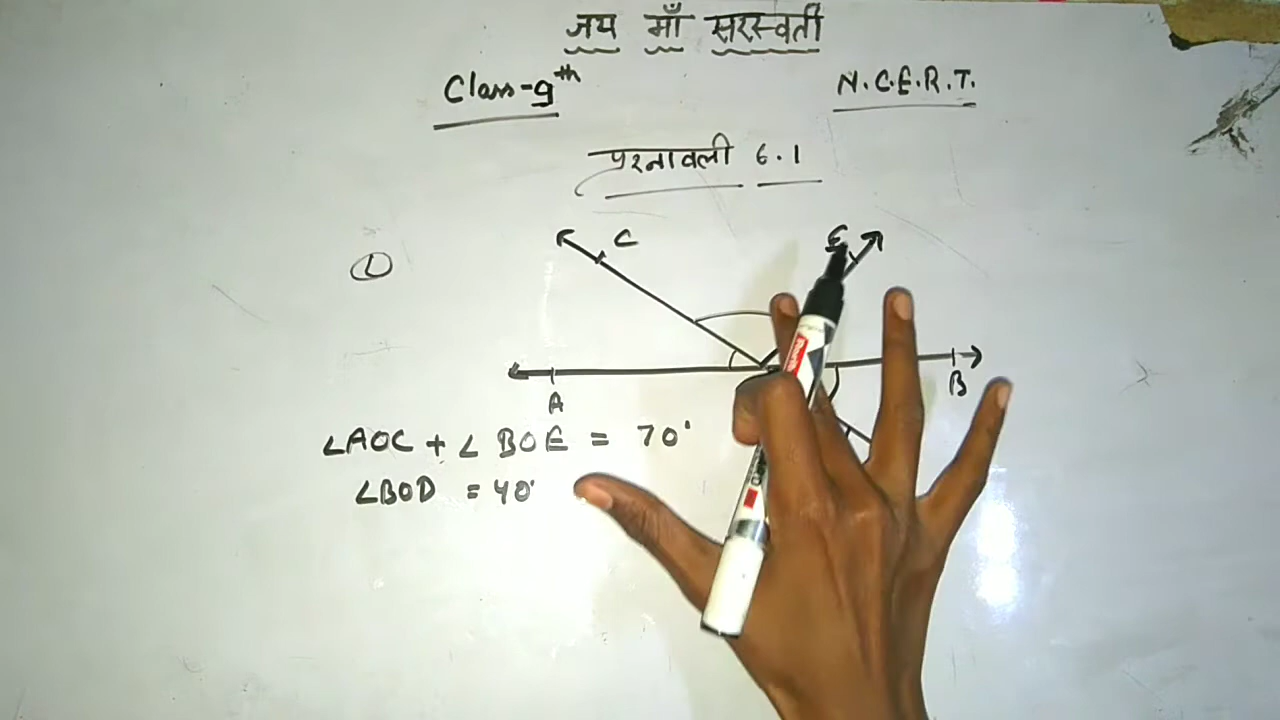 जय माँ सरस्वती
Class-9th
N.C.E.R.T.
प्रश्नावली 6.1
1
C
E
A
B
∠AOC + ∠BOE = 70°
∠BOD = 40°